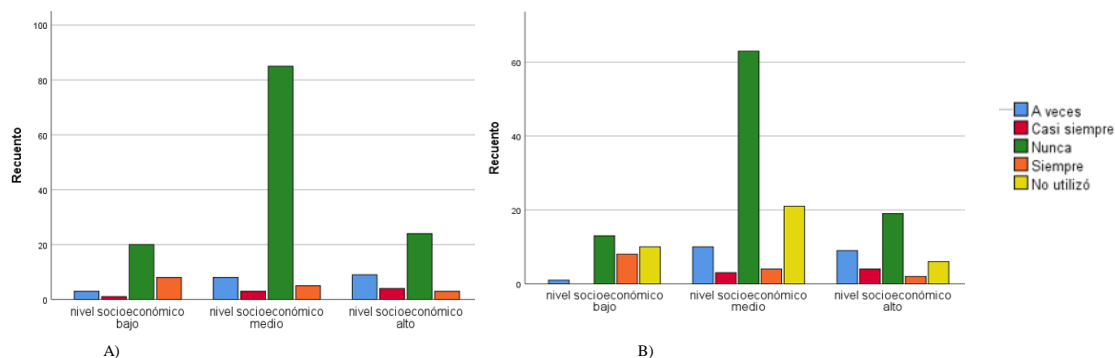 100
80
60
40
20
0
Recuento
nivel socioeconómico bajo
nivel socioeconómico medio
nivel socioeconómico alto
A)
60
40
20
0
Recuento
nivel socioeconómico bajo
nivel socioeconómico medio
nivel socioeconómico alto
B)
A veces
Casi siempre
Nunca
Siempre
No utilizó